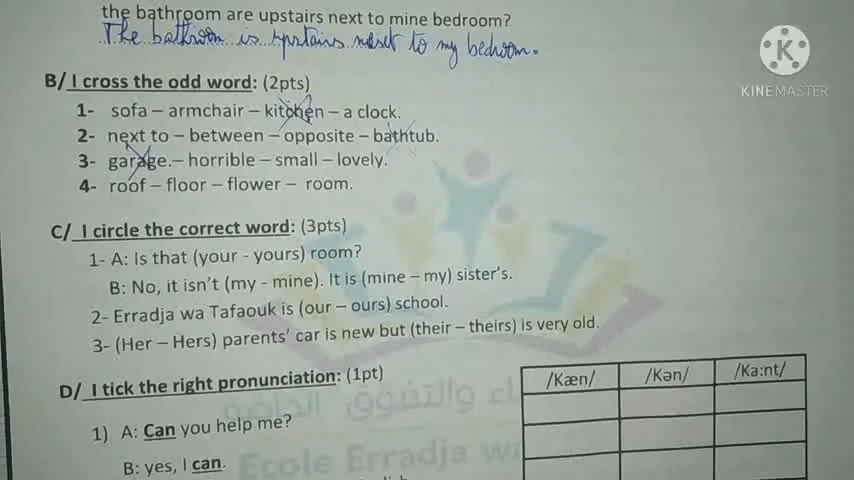 the bathroom are upstairs next to mine bedroom?
The bathroom is upstairs next to my bedroom.
B/ I cross the odd word: (2pts)
1- sofa – armchair – kitchen – a clock.
2- next to – between – opposite – bathtub.
3- garage.– horrible – small – lovely.
4- roof – floor – flower – room.
C/ I circle the correct word: (3pts)
1- A: Is that (your - yours) room?
B: No, it isn't (my - mine). It is (mine – my) sister's.
2- Erradja wa Tafaouk is (our – ours) school.
3- (Her – Hers) parents' car is new but (their – theirs) is very old.
D/ I tick the right pronunciation: (1pt)
/Kæn/ /Kən/ /Ka:nt/
1) A: Can you help me?
B: yes, I can.
والتفوق الخاصة
Ecole Erradja wa
K
KINEMASTER